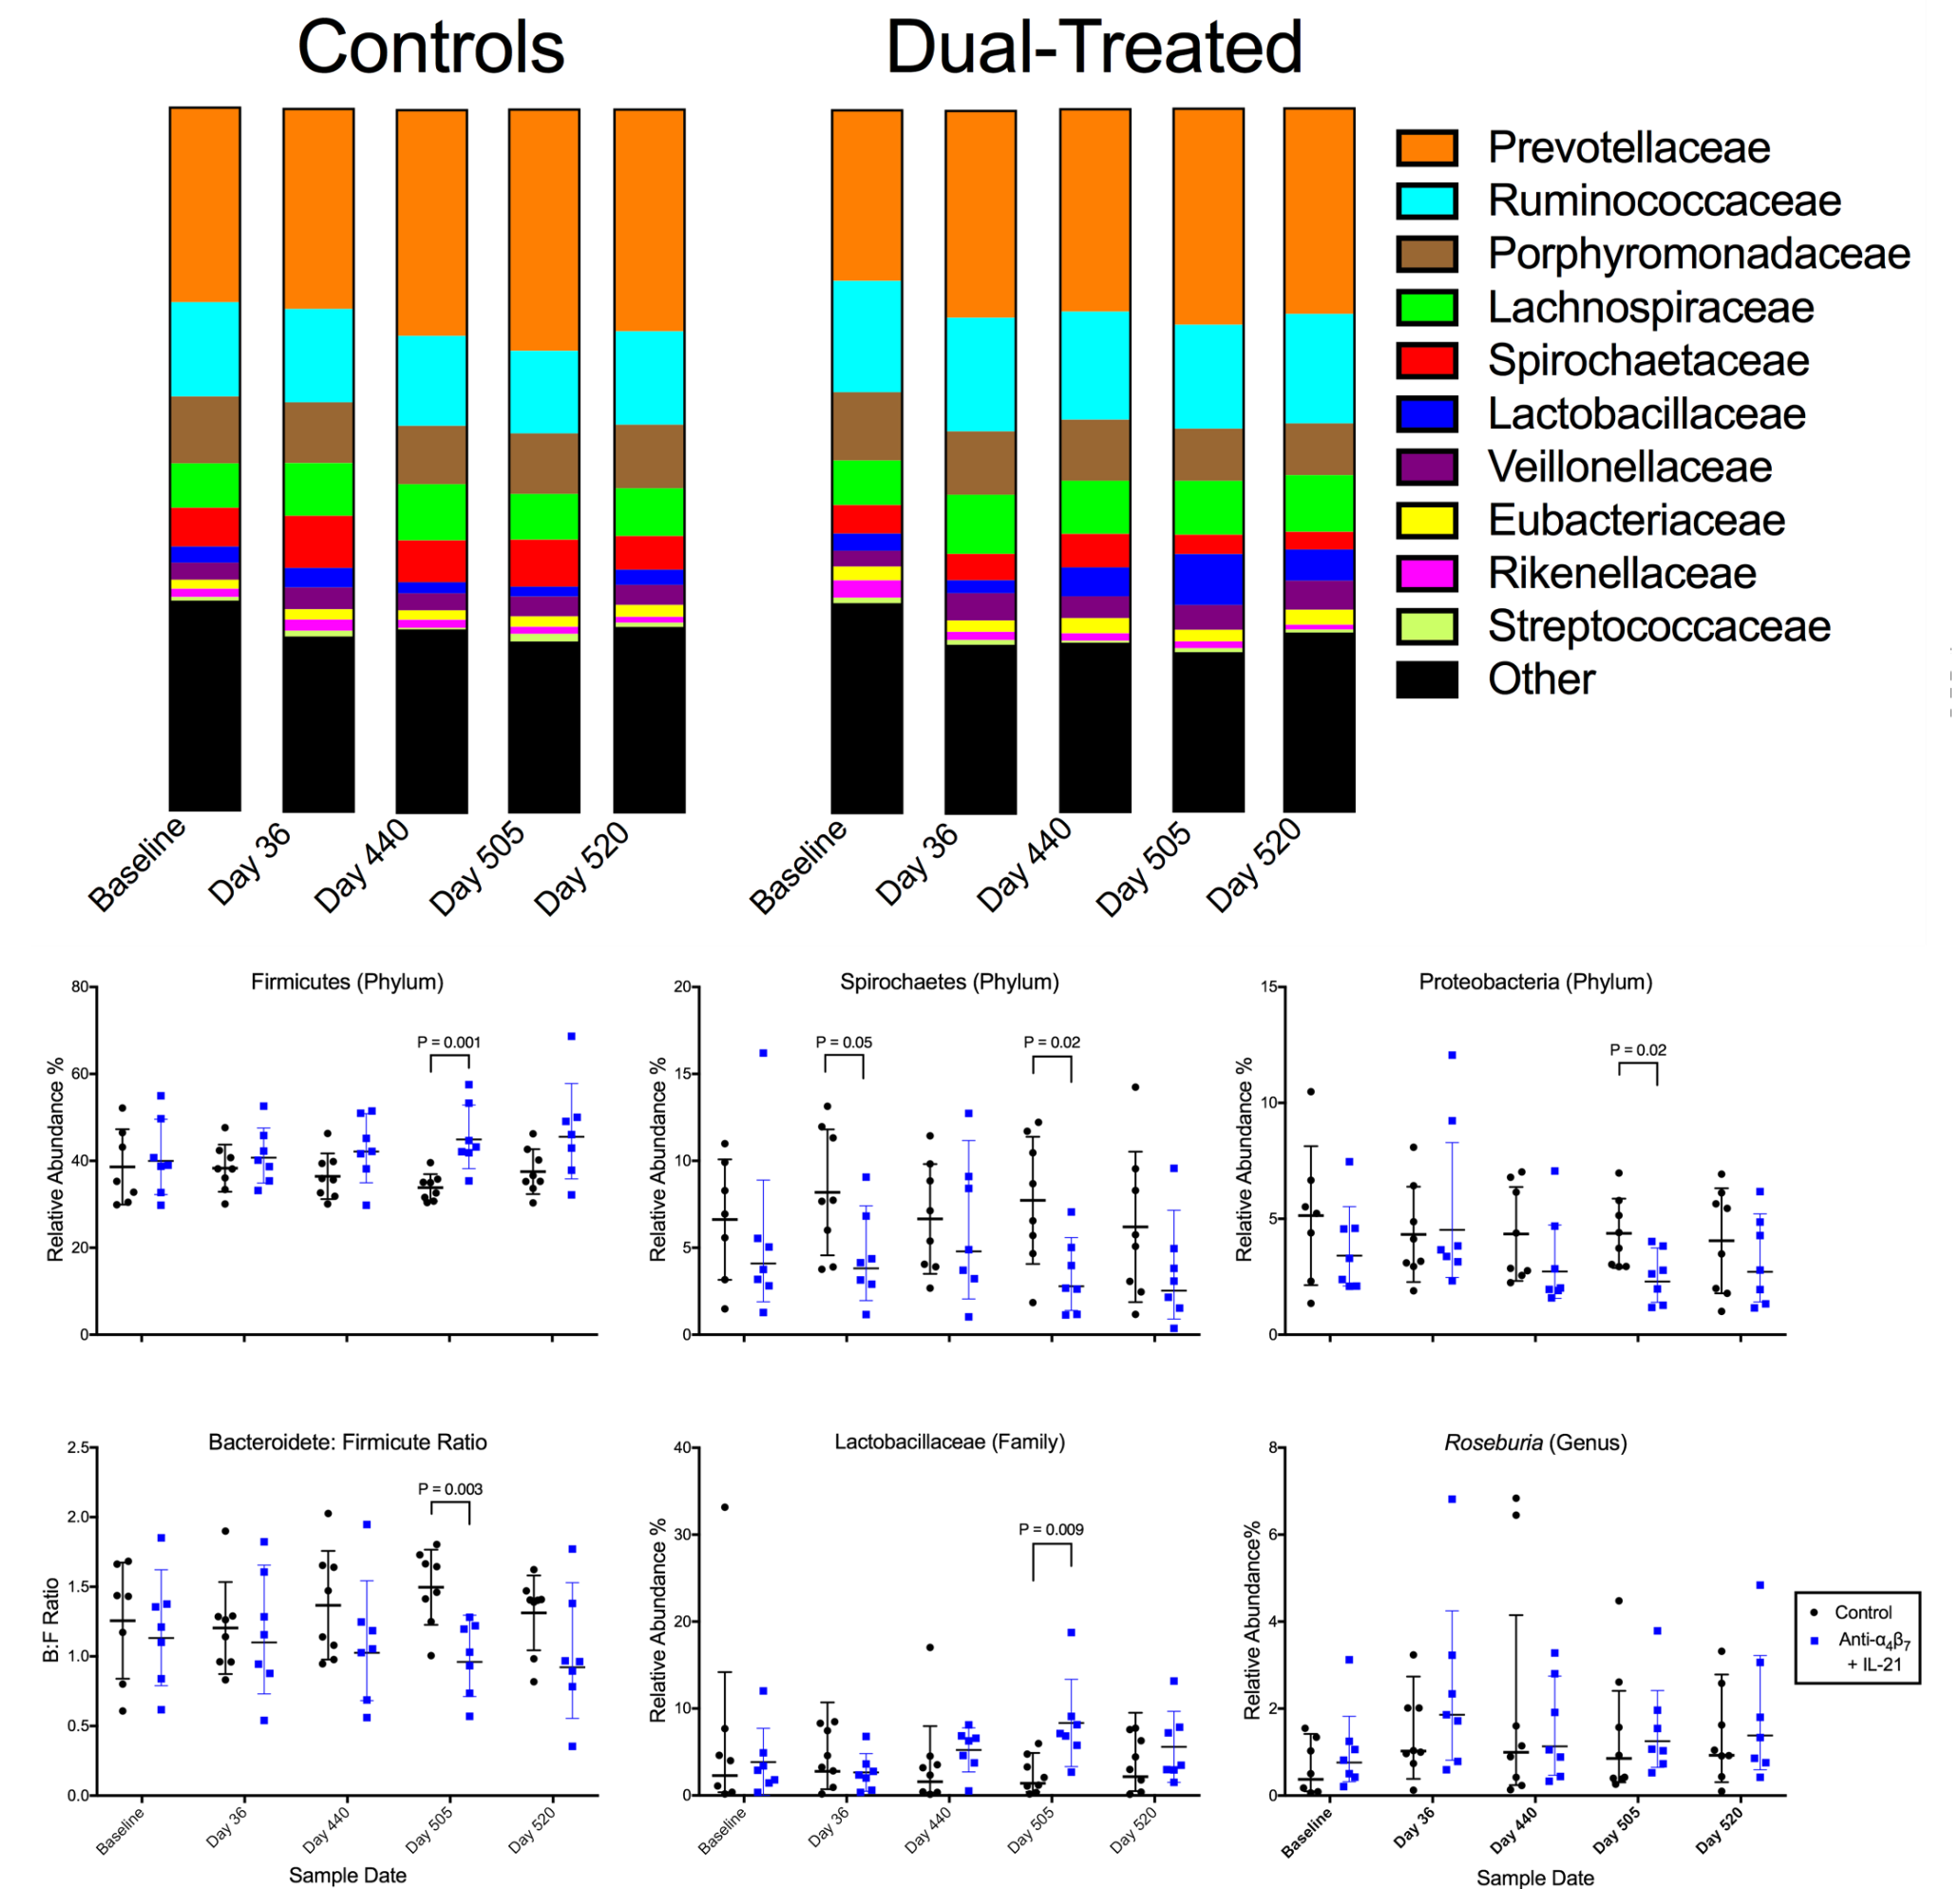 Controls
Dual-Treated
Prevotellaceae
Ruminococcaceae
Porphyromonadaceae
Lachnospiraceae
Spirochaetaceae
Lactobacillaceae
Veillonellaceae
Eubacteriaceae
Rikenellaceae
Streptococcaceae
Other
Baseline
Day 36
Day 440
Day 505
Day 520
Baseline
Day 36
Day 440
Day 505
Day 520
Firmicutes (Phylum)
Relative Abundance %
80
60
40
20
0
P = 0.001
Spirochaetes (Phylum)
Relative Abundance %
20
15
10
5
0
P = 0.05
P = 0.02
Proteobacteria (Phylum)
Relative Abundance %
15
10
5
0
P = 0.02
Bacteroidete: Firmicute Ratio
B:F Ratio
2.5
2.0
1.5
1.0
0.5
0.0
P = 0.003
Baseline
Day 36
Day 440
Day 505
Day 520
Sample Date
Lactobacillaceae (Family)
Relative Abundance%
40
30
20
10
0
P = 0.009
Baseline
Day 36
Day 440
Day 505
Day 520
Roseburia (Genus)
Relative Abundance%
8
6
4
2
0
Baseline
Day 36
Day 440
Day 505
Day 520
Sample Date
Control
Anti-α₄β₇
+ IL-21